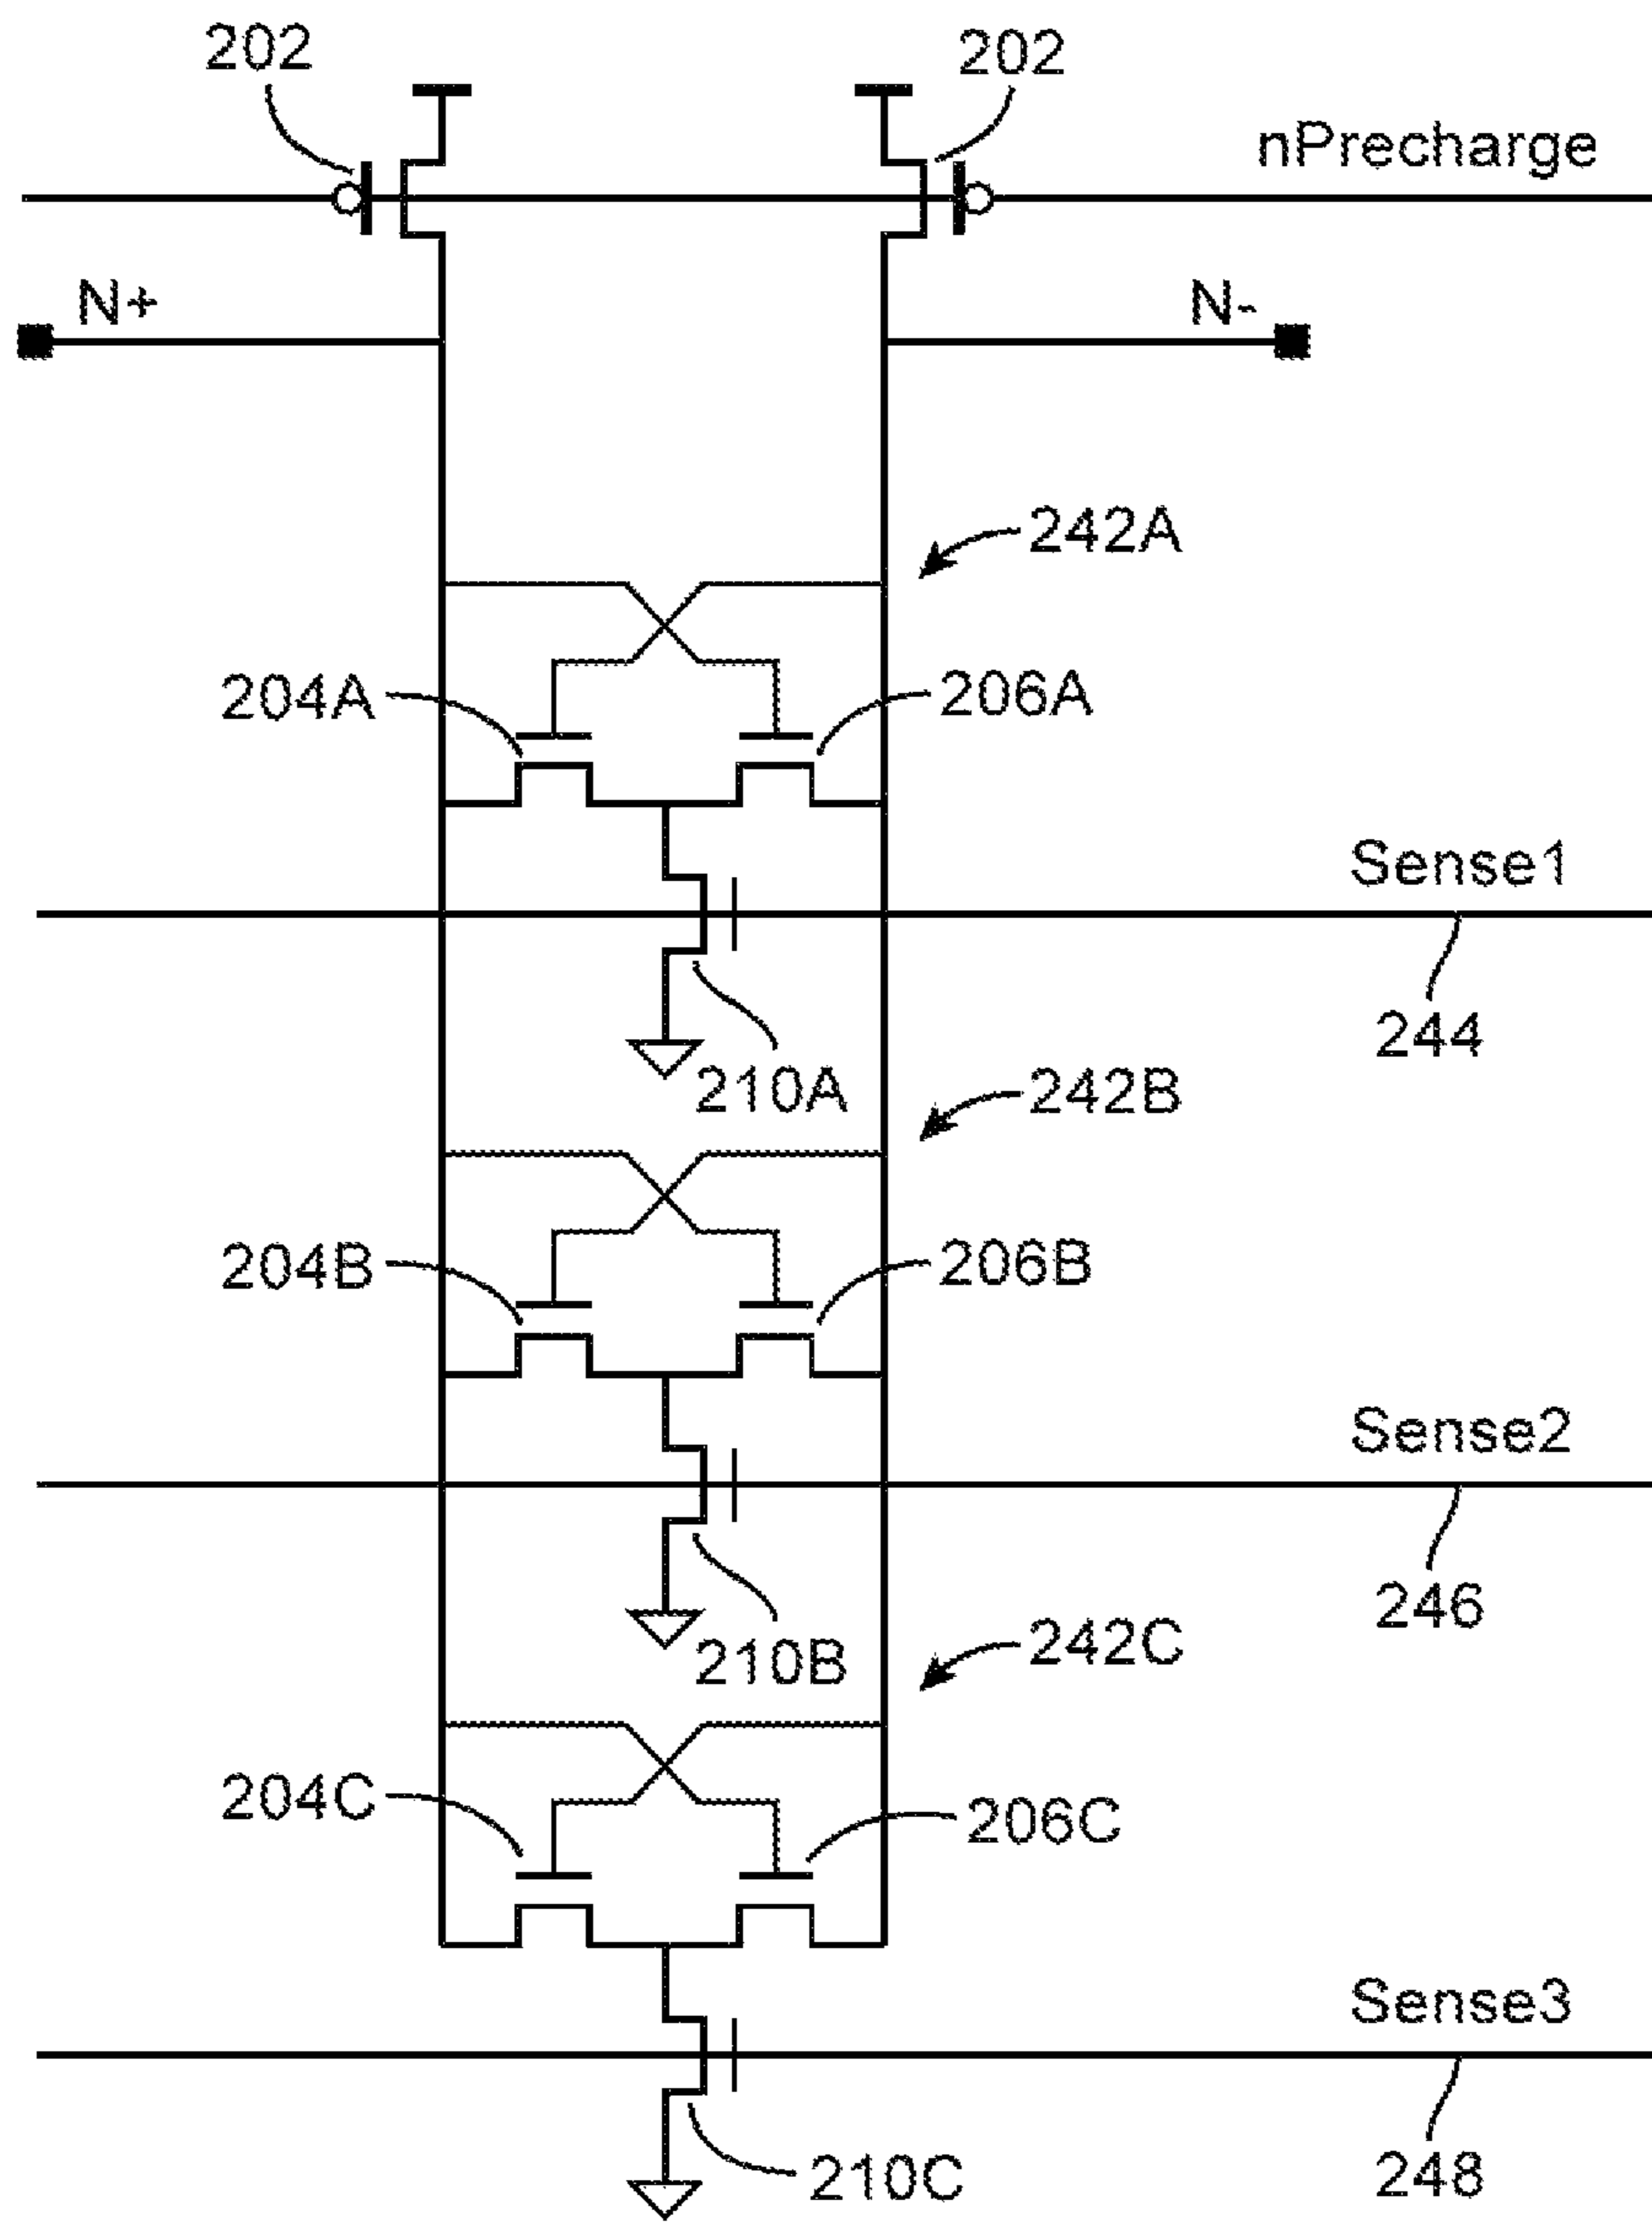 202
202
nPrecharge
N+
N-
242A
204A
206A
Sense1
244
210A
242B
204B
206B
Sense2
246
210B
242C
204C
206C
Sense3
248
210C